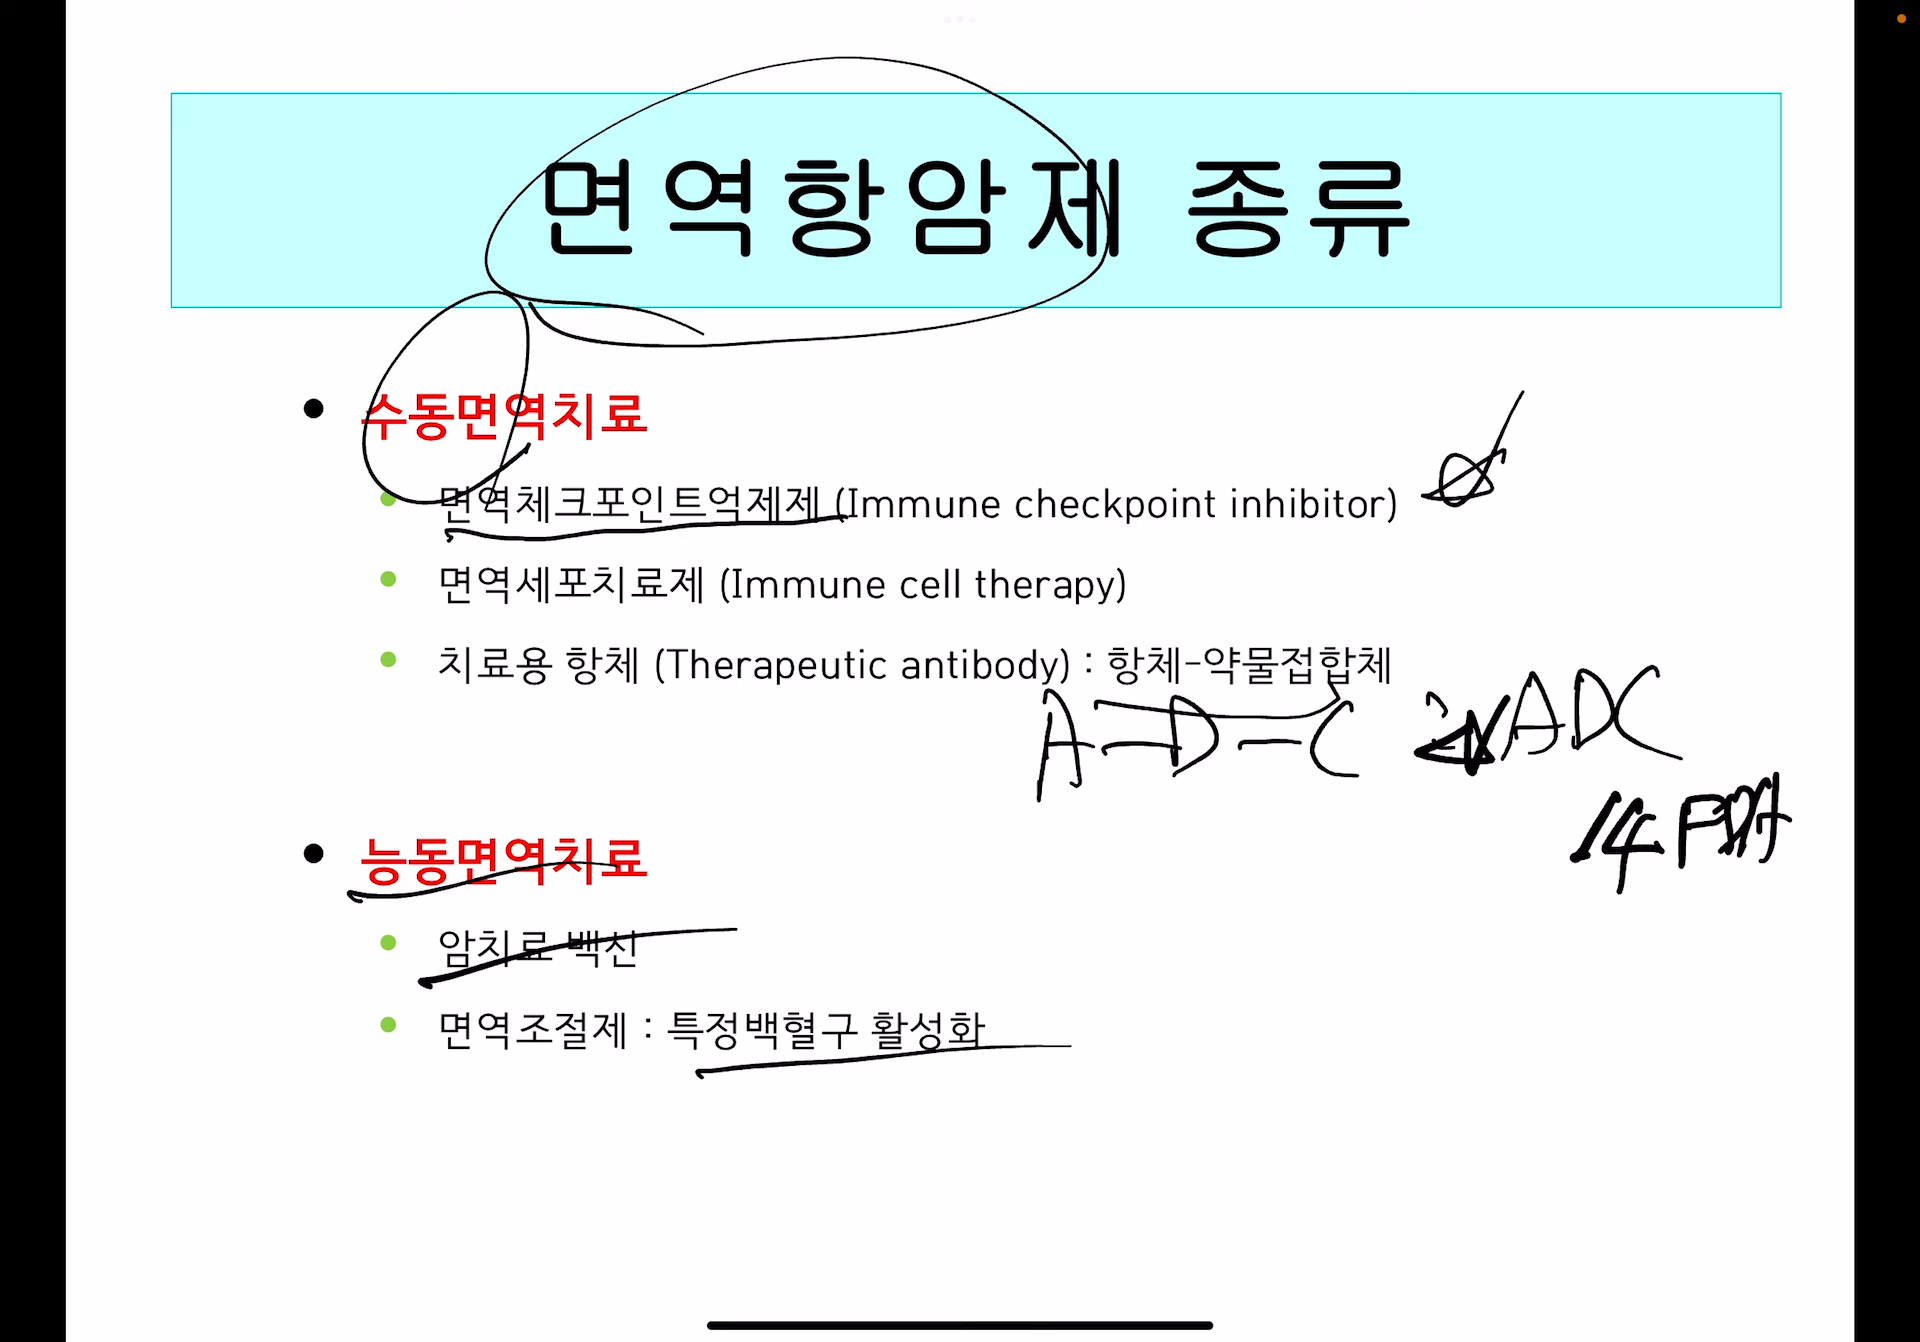 면역항암제 종류
• 수동면역치료
• 면역체크포인트억제제 (Immune checkpoint inhibitor)
• 면역세포치료제 (Immune cell therapy)
• 치료용 항체 (Therapeutic antibody) : 항체-약물접합체
A-D-C ADC
14 FDA
• 능동면역치료
• 암치료 백신
• 면역조절제 : 특정백혈구 활성화